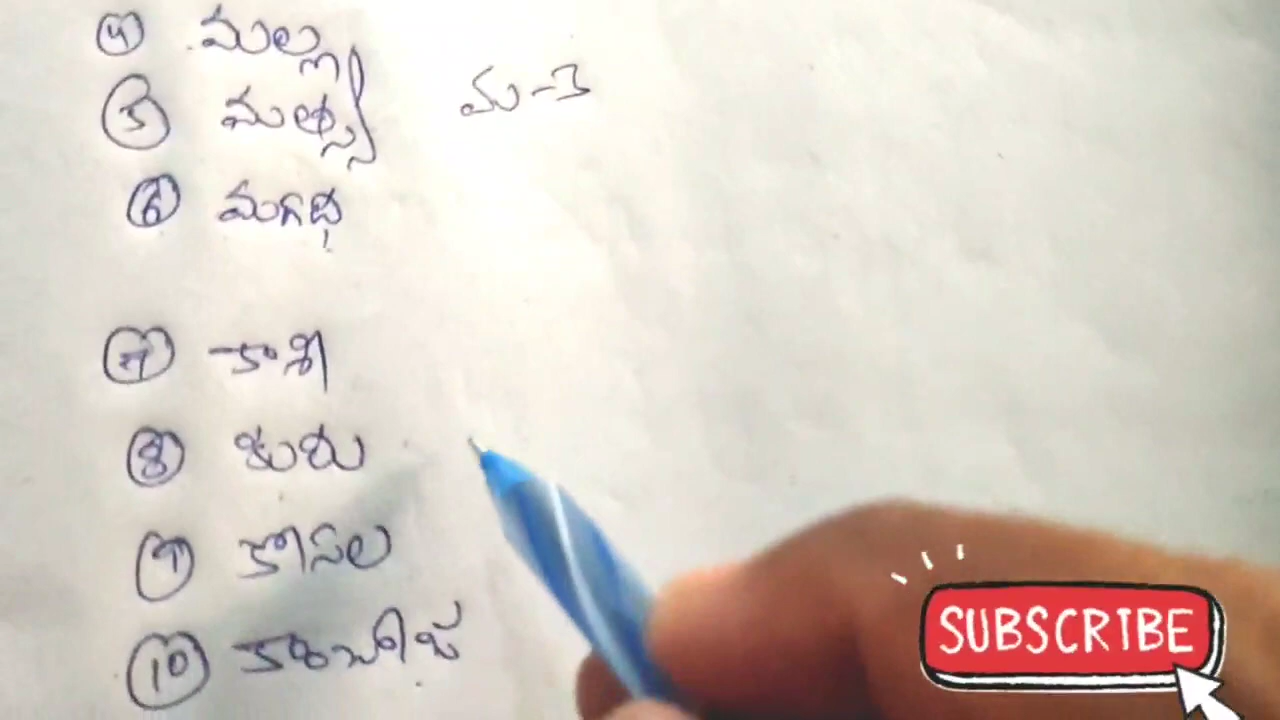 ④ మల్ల
⑤ మత్స్య
మ-3
⑥ మగధ
⑦ కాశి
⑧ కురు
⑨ కోసల
⑩ కాంబోజ
SUBSCRIBE